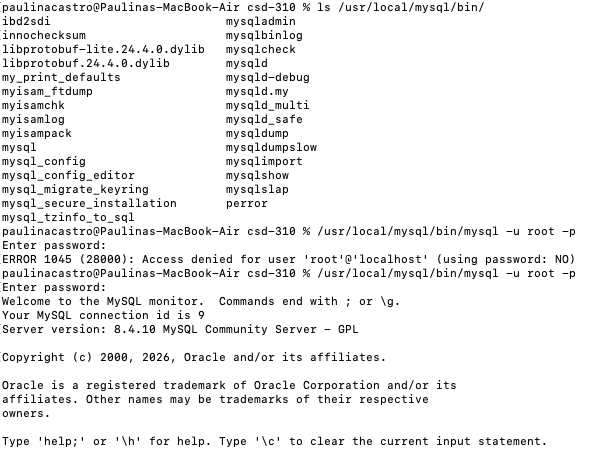 paulinacastro@Paulinas-MacBook-Air csd-310 % ls /usr/local/mysql/bin/
ibd2sdi mysqladmin
innochecksum mysqlbinlog
libprotobuf-lite.24.4.0.dylib mysqlcheck
libprotobuf.24.4.0.dylib mysqld
my_print_defaults mysqld-debug
myisam_ftdump mysqld.my
myisamchk mysqld_multi
myisamlog mysqld_safe
myisampack mysqldump
mysql mysqldumpslow
mysql_config mysqlimport
mysql_config_editor mysqlshow
mysql_migrate_keyring mysqlslap
mysql_secure_installation perror
mysql_tzinfo_to_sql
paulinacastro@Paulinas-MacBook-Air csd-310 % /usr/local/mysql/bin/mysql -u root -p
Enter password:
ERROR 1045 (28000): Access denied for user 'root'@'localhost' (using password: NO)
paulinacastro@Paulinas-MacBook-Air csd-310 % /usr/local/mysql/bin/mysql -u root -p
Enter password:
Welcome to the MySQL monitor.  Commands end with ; or \g.
Your MySQL connection id is 9
Server version: 8.4.10 MySQL Community Server - GPL
Copyright (c) 2000, 2026, Oracle and/or its affiliates.
Oracle is a registered trademark of Oracle Corporation and/or its
affiliates. Other names may be trademarks of their respective
owners.
Type 'help;' or '\h' for help. Type '\c' to clear the current input statement.